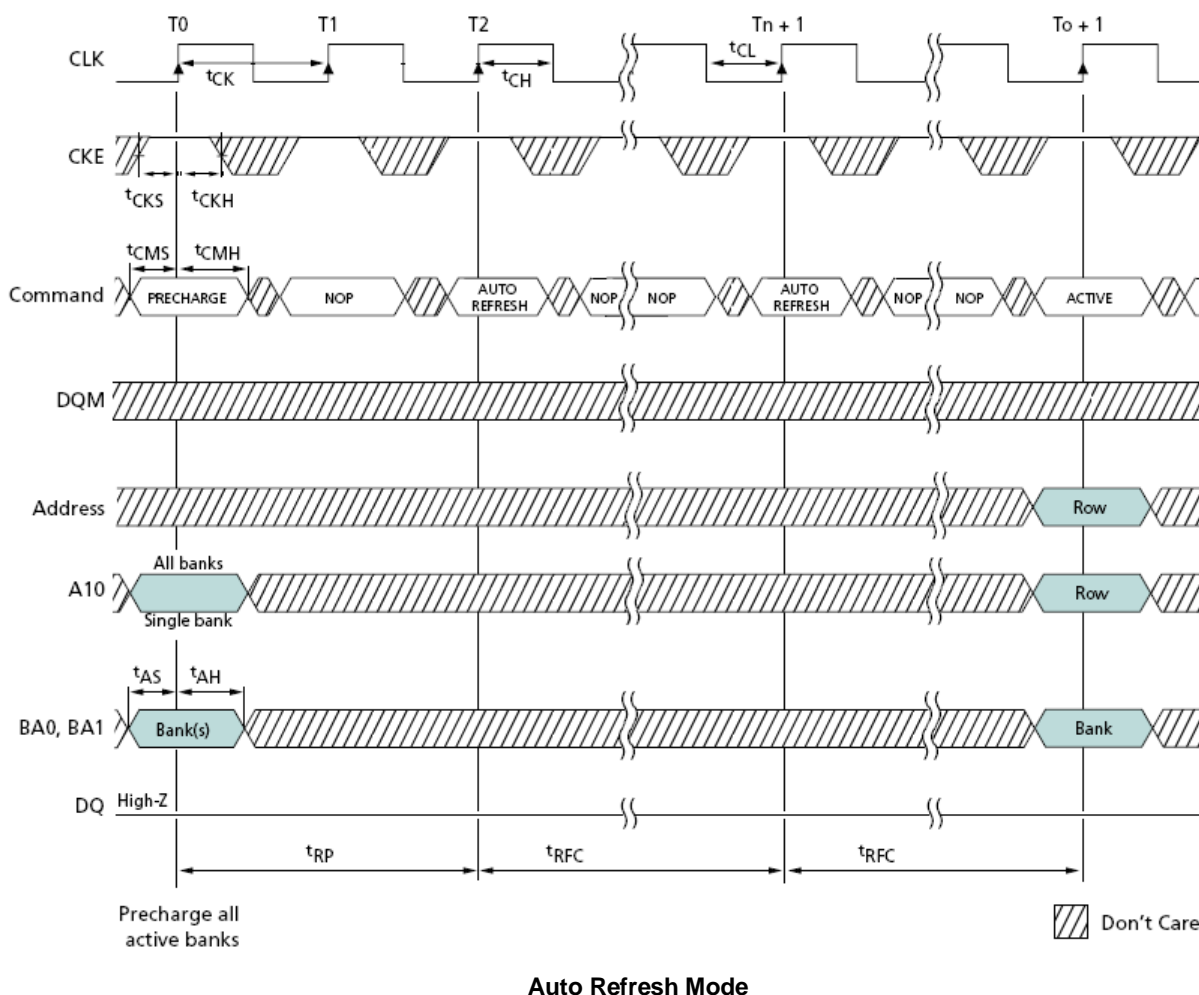 T0 T1 T2 Tn + 1 To + 1
CLK
tCK tCH tCL
CKE
tCKS tCKH
tCMS tCMH
Command PRECHARGE NOP AUTO REFRESH NOP NOP AUTO REFRESH NOP NOP ACTIVE
DQM
Address Row
All banks
A10 Row
Single bank
tAS tAH
BA0, BA1 Bank(s) Bank
DQ High-Z
tRP tRFC tRFC
Precharge all
active banks
Don't Care
Auto Refresh Mode